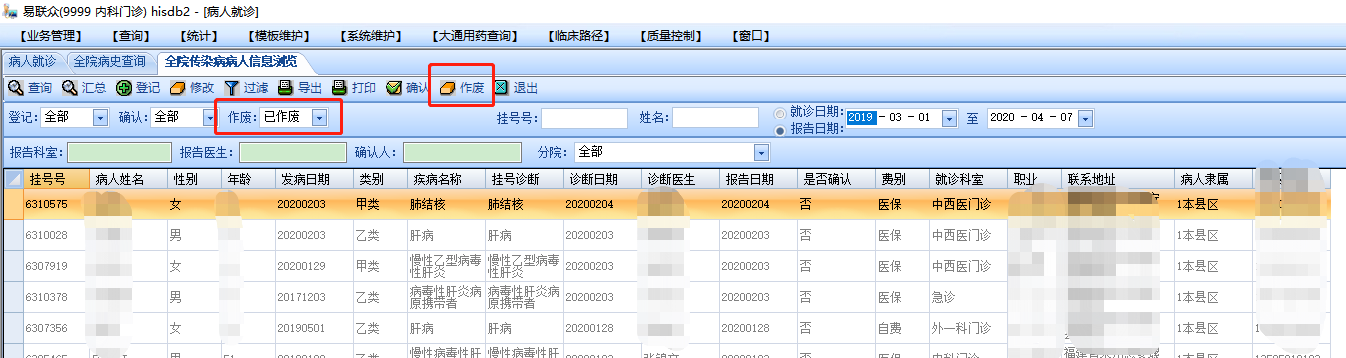 易联众(9999 内科门诊) hisdb2 - [病人就诊]
【业务管理】 【查询】 【统计】 【模板维护】 【系统维护】 【大通用药查询】 【临床路径】 【质量控制】 【窗口】
病人就诊 全院病史查询 全院传染病病人信息浏览
查询 汇总 登记 修改 过滤 导出 打印 确认 作废 退出
登记: 全部 确认: 全部 作废: 已作废 挂号号: 姓名: 就诊日期: 报告日期: 2019 - 03 - 01 至 2020 - 04 - 07
报告科室: 报告医生: 确认人: 分院: 全部
挂号号 病人姓名 性别 年龄 发病日期 类别 疾病名称 挂号诊断 诊断日期 诊断医生 报告日期 是否确认 费别 就诊科室 职业 联系地址 病人隶属
6310575 女 20200203 甲类 肺结核 肺结核 20200204 20200204 否 医保 中西医门诊 1本县区
6310028 男 20200203 乙类 肝病 肝病 20200203 20200203 否 医保 中西医门诊 1本县区
6307919 女 20200129 甲类 慢性乙型病毒性肝炎 慢性乙型病毒性肝炎 20200203 20200203 否 医保 中西医门诊 1本县区
6310378 男 20171203 乙类 病毒性肝炎病原携带者 病毒性肝炎病原携带者 20200203 20200203 否 医保 急诊 1本县区
6307356 女 20190501 乙类 肝病 肝病 20200128 20200128 否 自费 外一科门诊 1本县区